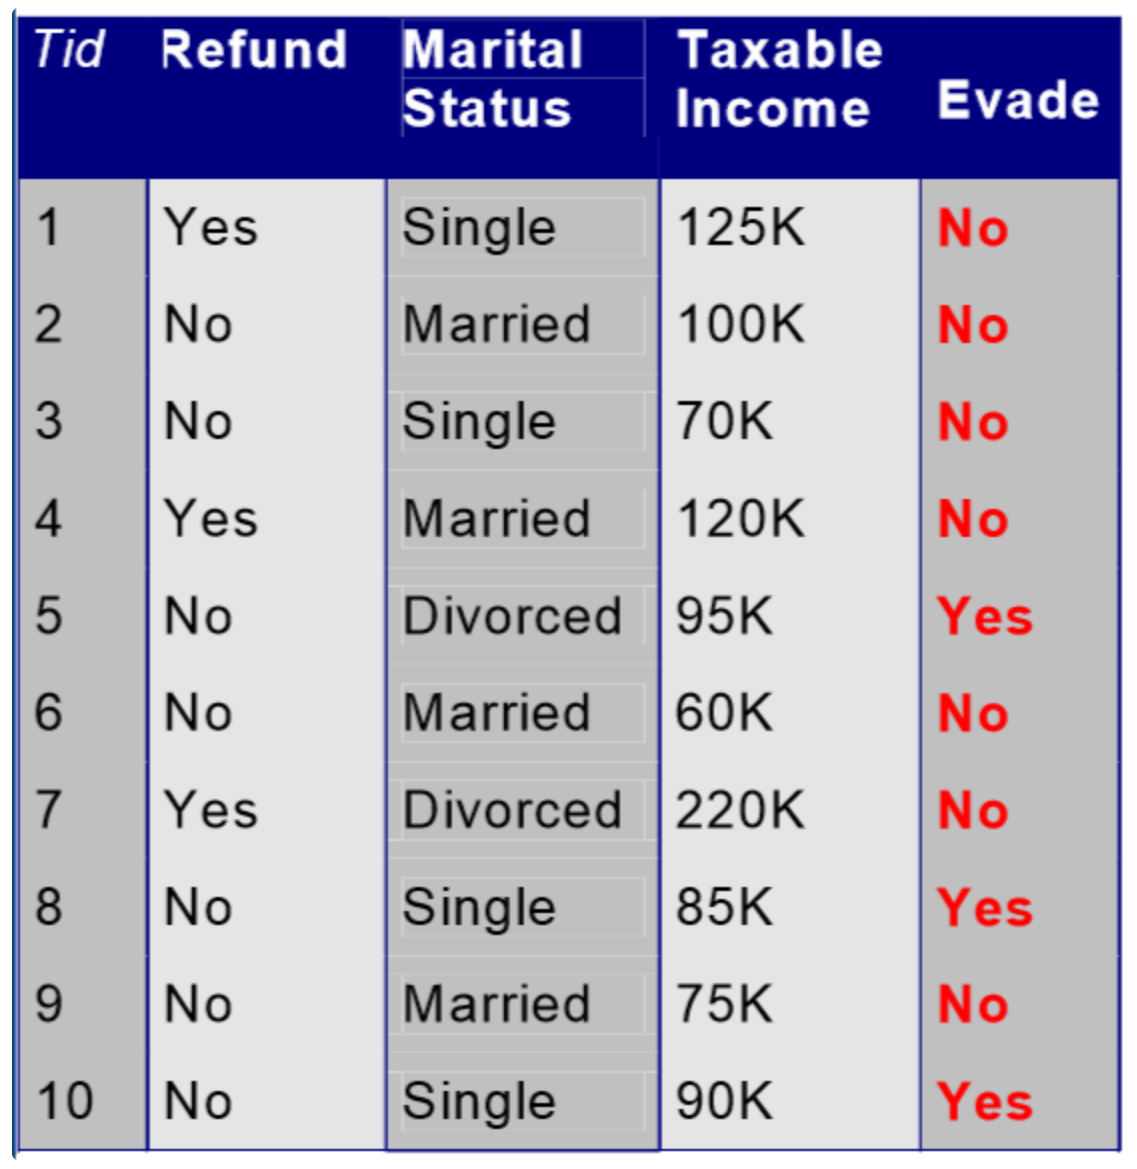 Tid Refund Marital Status Taxable Income Evade
1 Yes Single 125K No
2 No Married 100K No
3 No Single 70K No
4 Yes Married 120K No
5 No Divorced 95K Yes
6 No Married 60K No
7 Yes Divorced 220K No
8 No Single 85K Yes
9 No Married 75K No
10 No Single 90K Yes